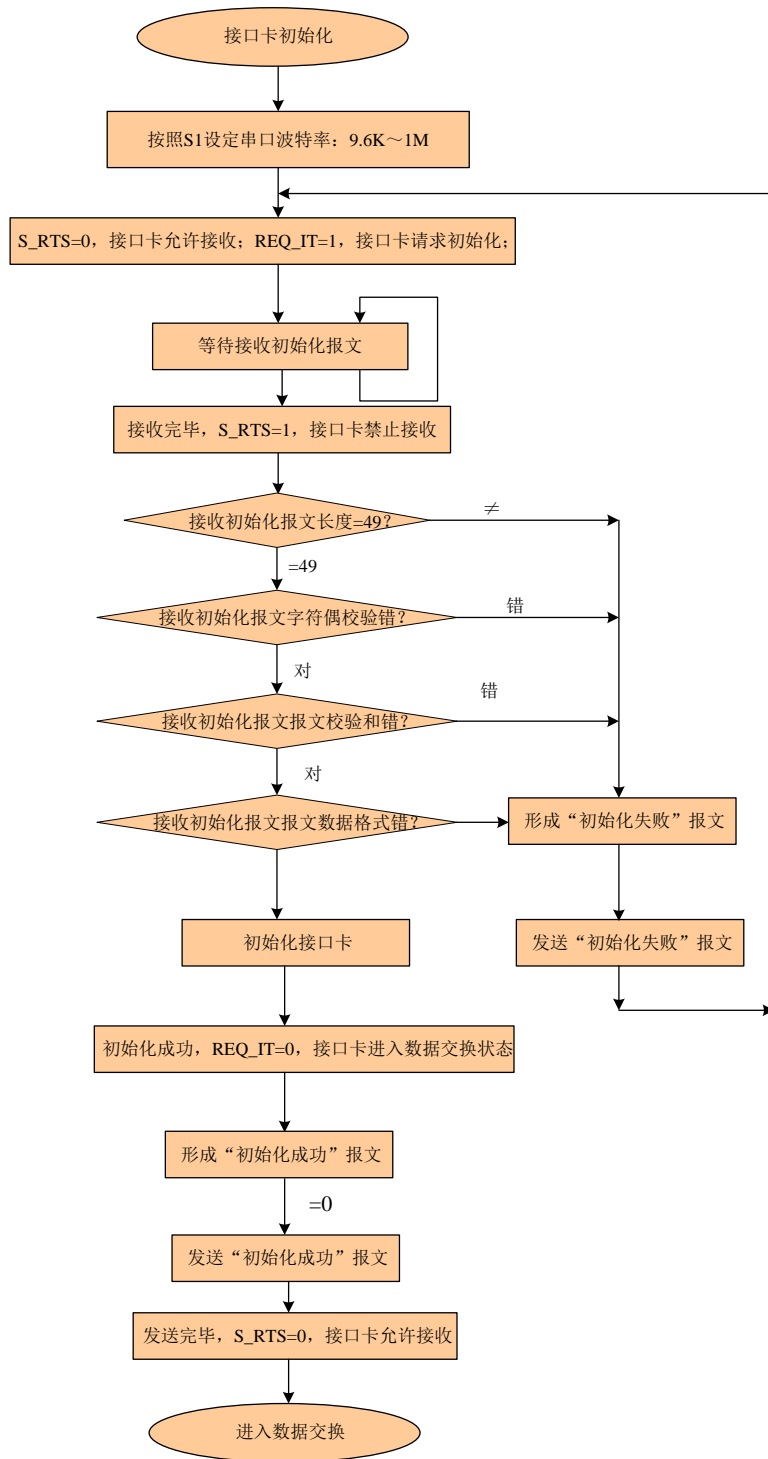 接口卡初始化
按照S1设定串口波特率：9.6K～1M
S_RTS=0，接口卡允许接收；REQ_IT=1，接口卡请求初始化；
等待接收初始化报文
接收完毕，S_RTS=1，接口卡禁止接收
接收初始化报文长度=49？
≠
=49
接收初始化报文字符偶校验错？
错
对
接收初始化报文报文校验和错？
错
对
接收初始化报文报文数据格式错？
形成“初始化失败”报文
初始化接口卡
发送“初始化失败”报文
初始化成功，REQ_IT=0，接口卡进入数据交换状态
形成“初始化成功”报文
=0
发送“初始化成功”报文
发送完毕，S_RTS=0，接口卡允许接收
进入数据交换